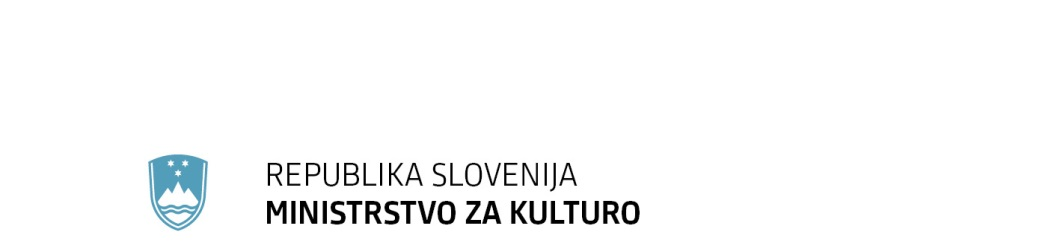 REPUBLIKA SLOVENIJA
MINISTRSTVO ZA KULTURO